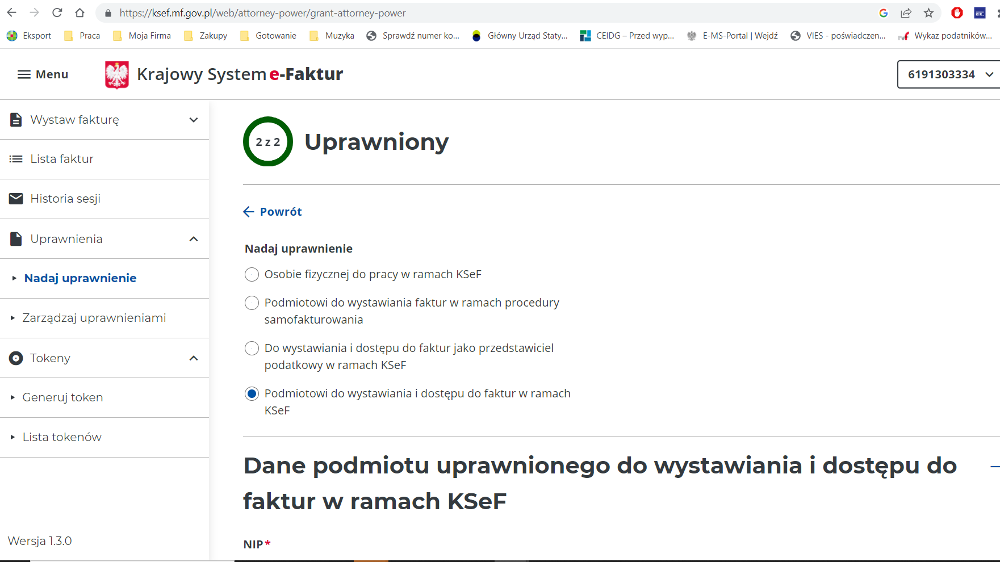 https://ksef.mf.gov.pl/web/attorney-power/grant-attorney-power
KIR.
Eksport Praca Moja Firma Zakupy Gotowanie Muzyka Sprawdź numer ko... Główny Urząd Staty... CEIDG – Przed wyp... E-MS-Portal | Wejdź VIES - poświadczen... Wykaz podatników...
Menu
Krajowy System e-Faktur
6191303334
Wystaw fakturę
Lista faktur
Historia sesji
Uprawnienia
Nadaj uprawnienie
Zarządzaj uprawnieniami
Tokeny
Generuj token
Lista tokenów
Wersja 1.3.0
2 z 2
Uprawniony
Powrót
Nadaj uprawnienie
Osobie fizycznej do pracy w ramach KSeF
Podmiotowi do wystawiania faktur w ramach procedury
samofakturowania
Do wystawiania i dostępu do faktur jako przedstawiciel
podatkowy w ramach KSeF
Podmiotowi do wystawiania i dostępu do faktur w ramach
KSeF
Dane podmiotu uprawnionego do wystawiania i dostępu do
faktur w ramach KSeF
NIP*